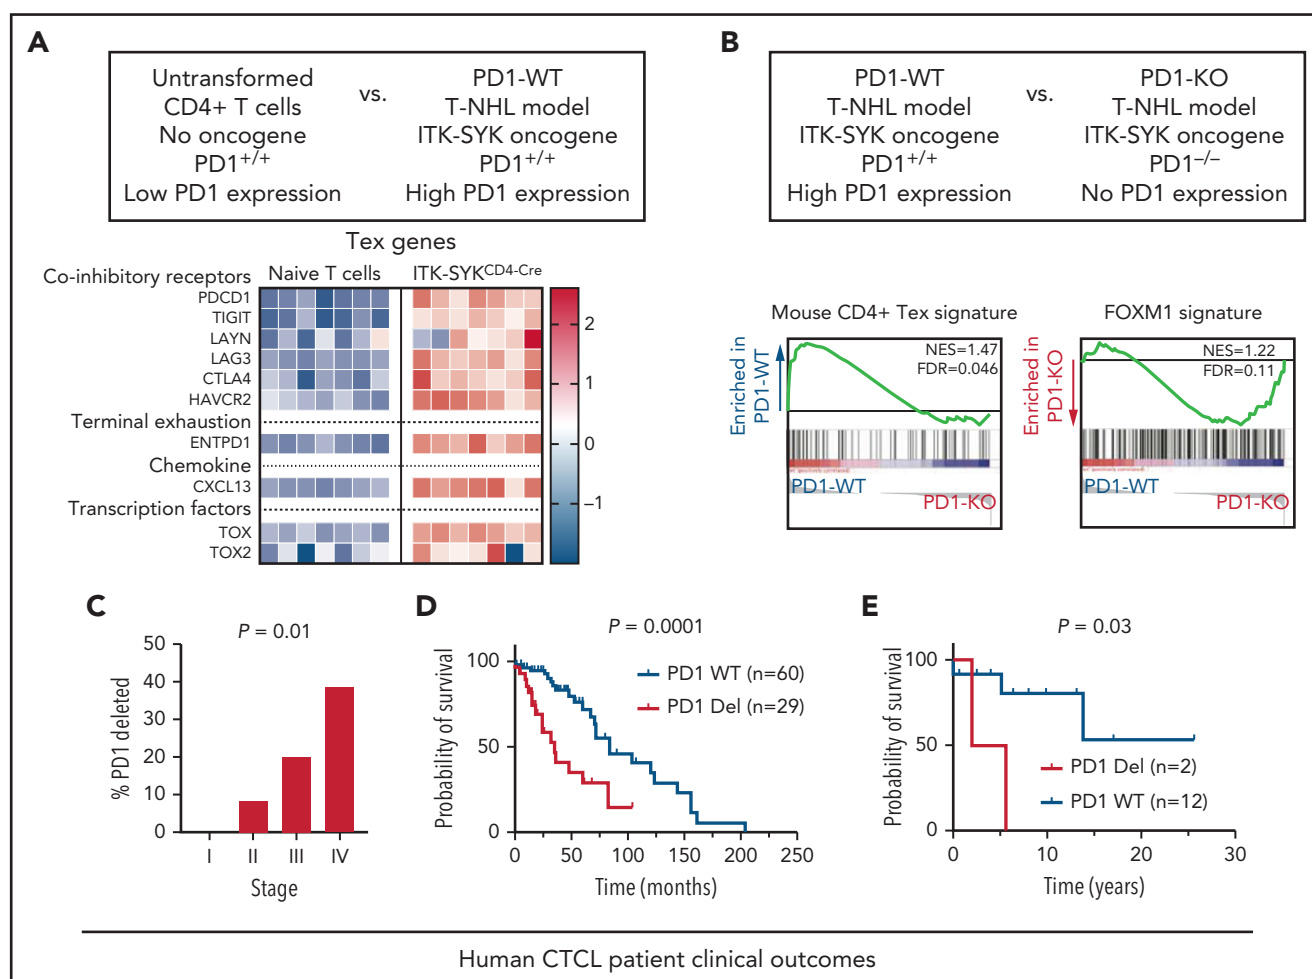 A
Untransformed
CD4+ T cells
No oncogene
PD1+/+
Low PD1 expression
vs.
PD1-WT
T-NHL model
ITK-SYK oncogene
PD1+/+
High PD1 expression
Tex genes
Co-inhibitory receptors
Naive T cells
ITK-SYKCD4-Cre
PDCD1
TIGIT
LAYN
LAG3
CTLA4
HAVCR2
Terminal exhaustion
ENTPD1
Chemokine
CXCL13
Transcription factors
TOX
TOX2
2
1
0
−1
B
PD1-WT
T-NHL model
ITK-SYK oncogene
PD1+/+
High PD1 expression
vs.
PD1-KO
T-NHL model
ITK-SYK oncogene
PD1−/−
No PD1 expression
Mouse CD4+ Tex signature
Enriched in
PD1-WT
NES=1.47
FDR=0.046
PD1-WT
PD1-KO
FOXM1 signature
Enriched in
PD1-KO
NES=1.22
FDR=0.11
PD1-WT
PD1-KO
C
P = 0.01
% PD1 deleted
50
40
30
20
10
0
I II III IV
Stage
D
P = 0.0001
Probability of survival
100
50
0
PD1 WT (n=60)
PD1 Del (n=29)
0 50 100 150 200 250
Time (months)
E
P = 0.03
Probability of survival
100
50
0
PD1 Del (n=2)
PD1 WT (n=12)
0 10 20 30
Time (years)
Human CTCL patient clinical outcomes